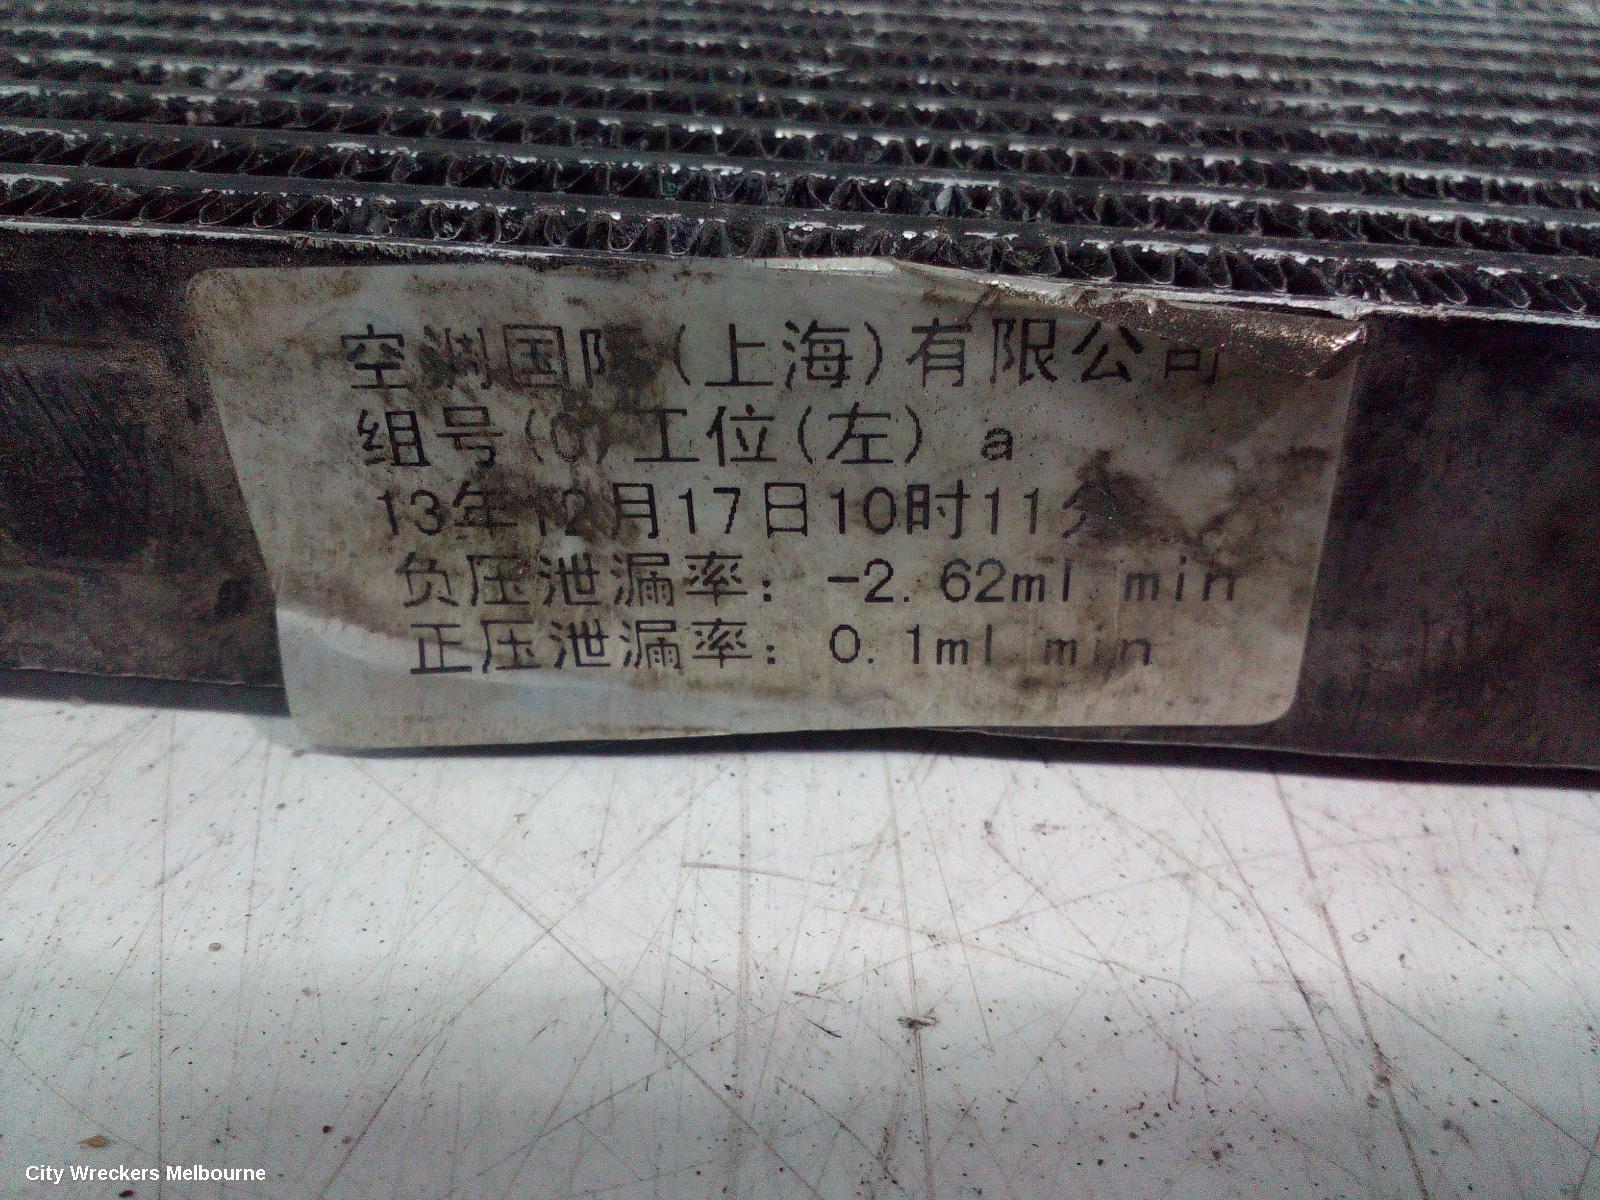 空调国际(上海)有限公司
组号(0)工位(左) a
13年12月17日10时11分
负压泄漏率: -2.62ml min
正压泄漏率: 0.1ml min
City Wreckers Melbourne